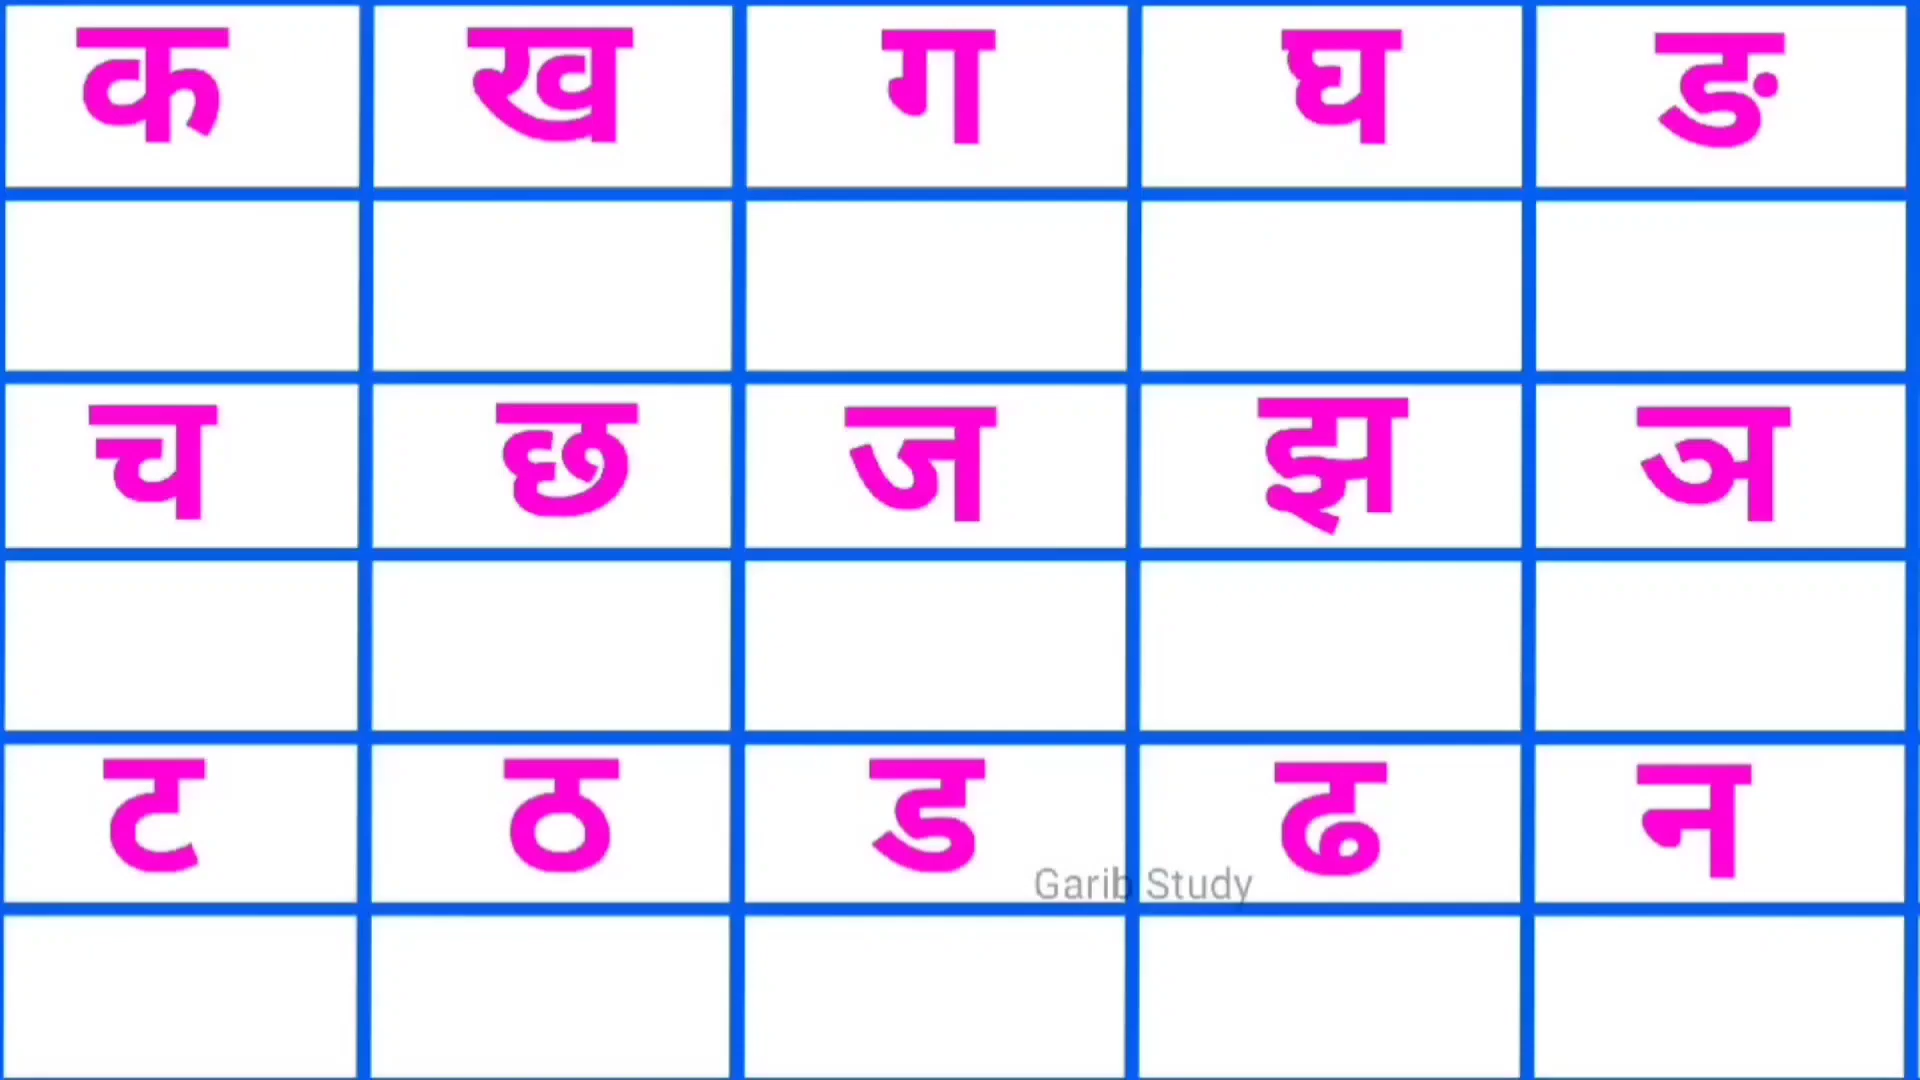 क ख ग घ ङ
च छ ज झ ञ
ट ठ ड ढ न
Garib Study